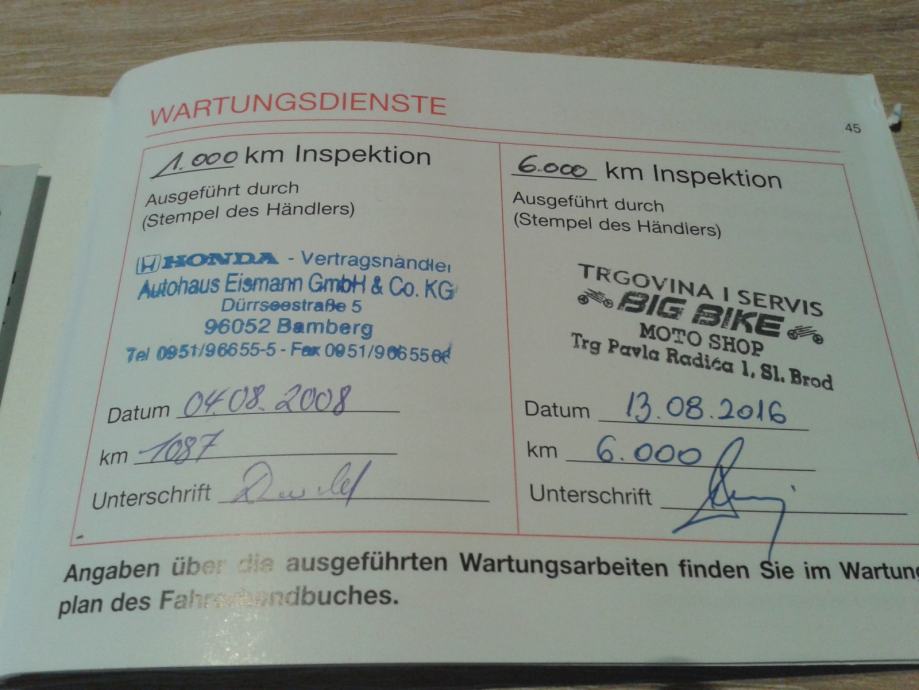 WARTUNGSDIENSTE
45
1.000 km Inspektion
Ausgeführt durch
(Stempel des Händlers)
HONDA - Vertragshändler
Autohaus Eismann GmbH & Co. KG
Dürrseestraße 5
96052 Bamberg
Tel 0951/96655-5 - Fax 0951/9665566
Datum 04.08.2008
km 1087
Unterschrift
6.000 km Inspektion
Ausgeführt durch
(Stempel des Händlers)
TRGOVINA I SERVIS
BIG BIKE
MOTO SHOP
Trg Pavla Radića 1, Sl. Brod
Datum 13.08.2016
km 6.000
Unterschrift
Angaben über die ausgeführten Wartungsarbeiten finden Sie im Wartun
plan des Fahrerhandbuches.